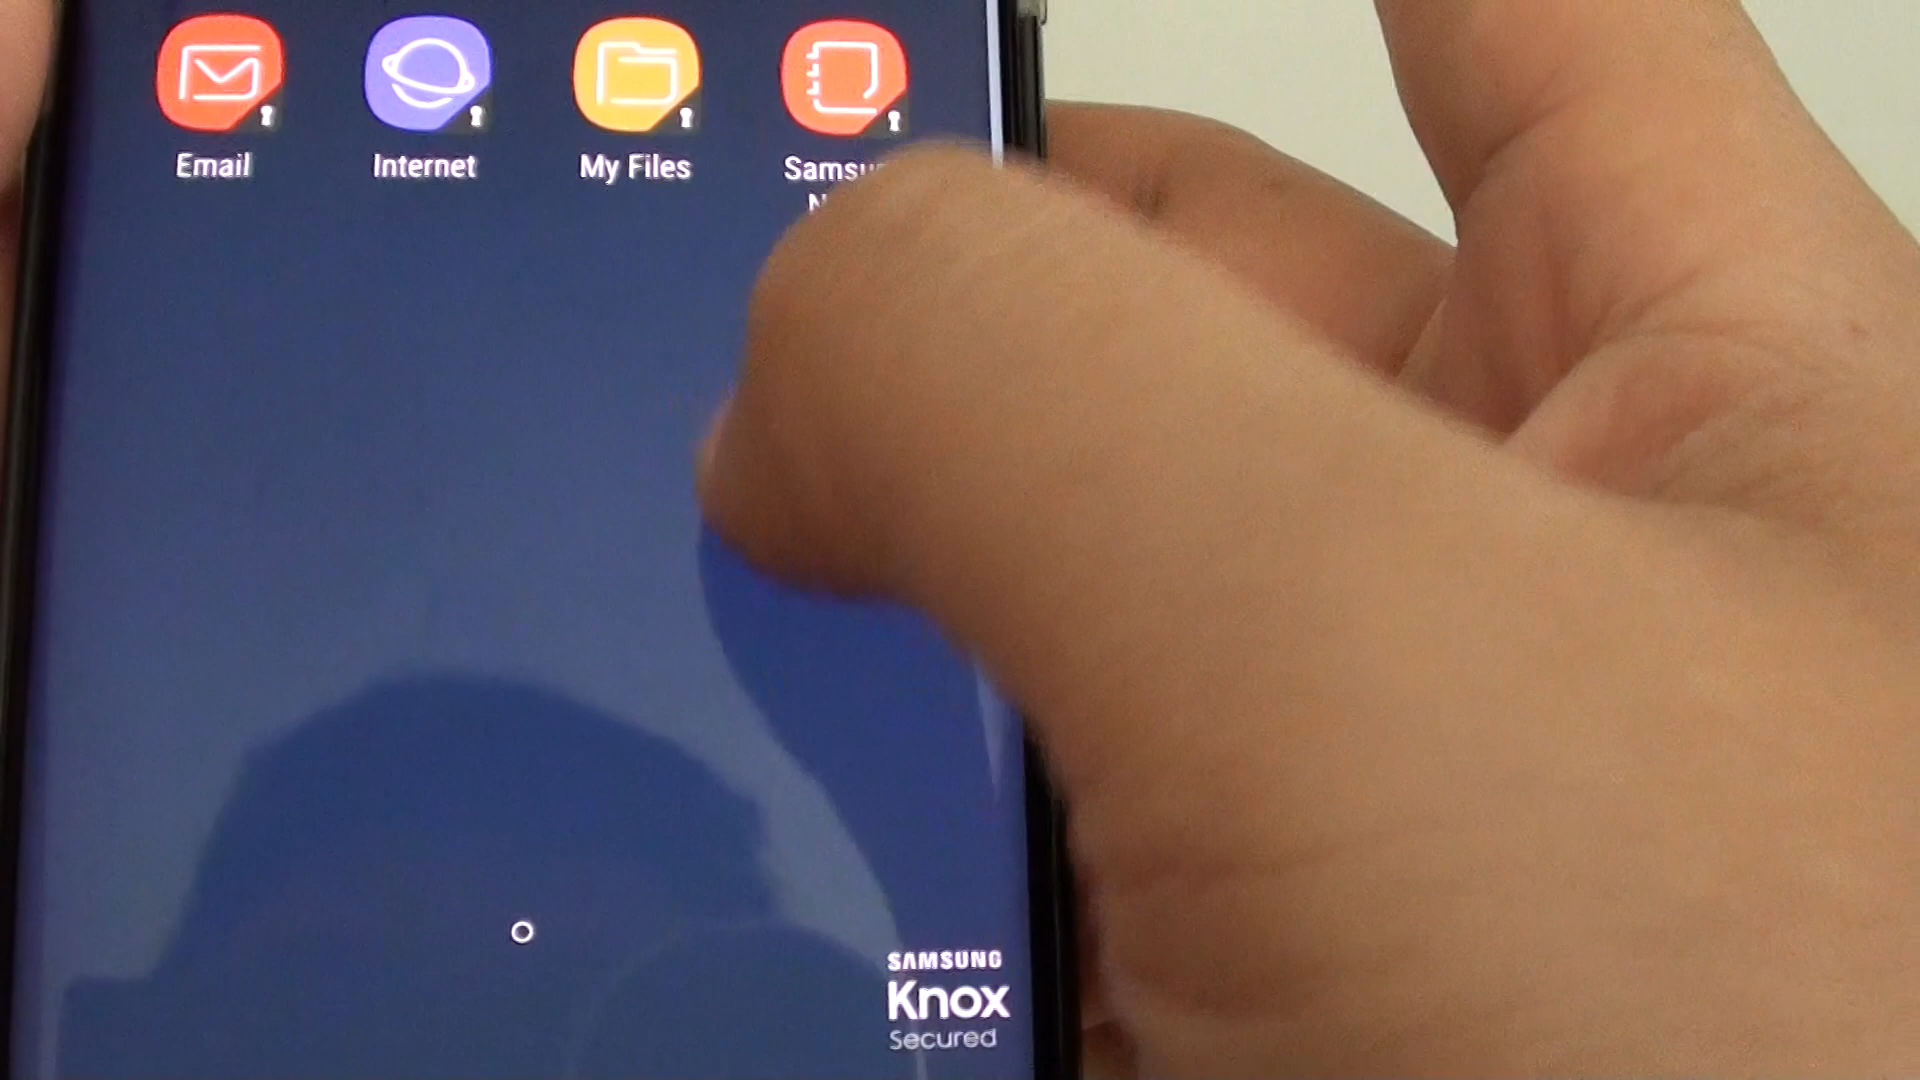 Email
Internet
My Files
SAMSUNG
Knox
Secured